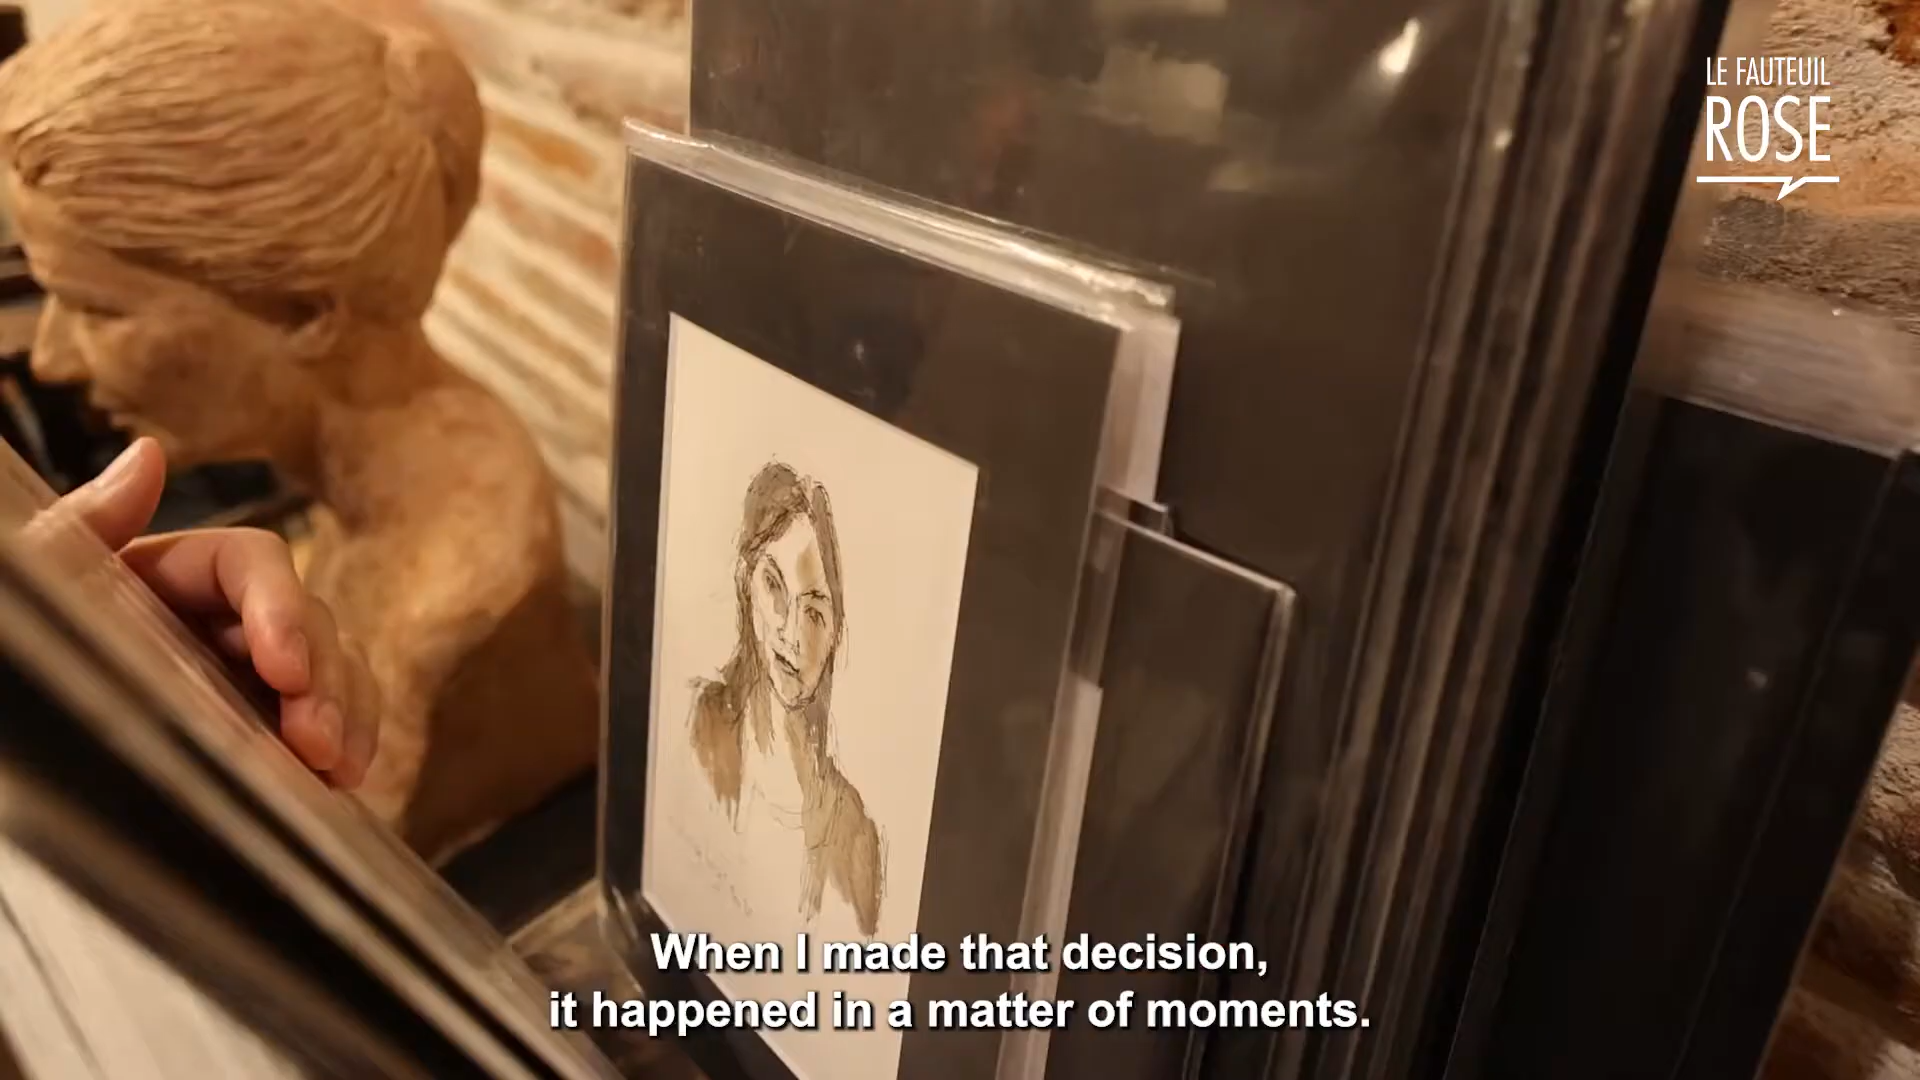 LE FAUTEUIL
ROSE
When I made that decision,
it happened in a matter of moments.